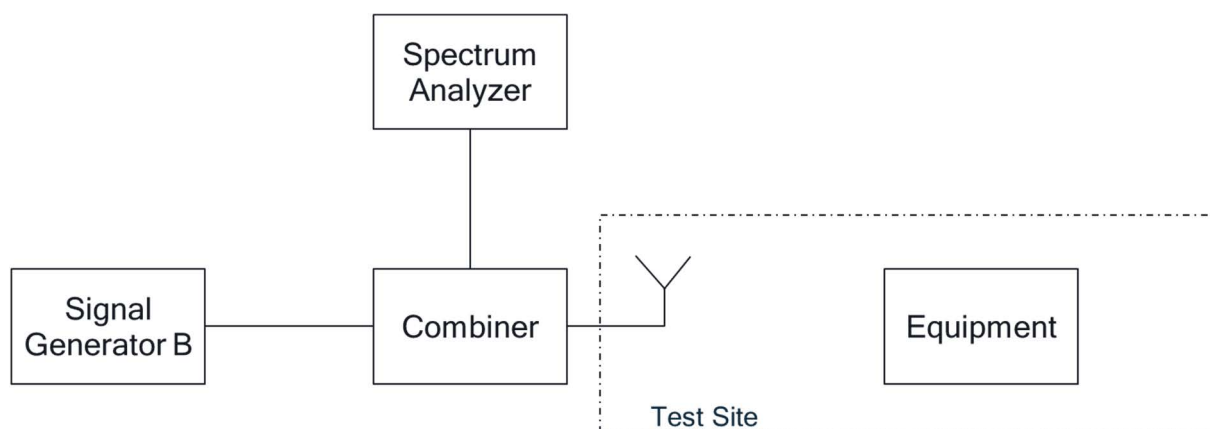 Spectrum
Analyzer
Signal
Generator B
Combiner
Equipment
Test Site